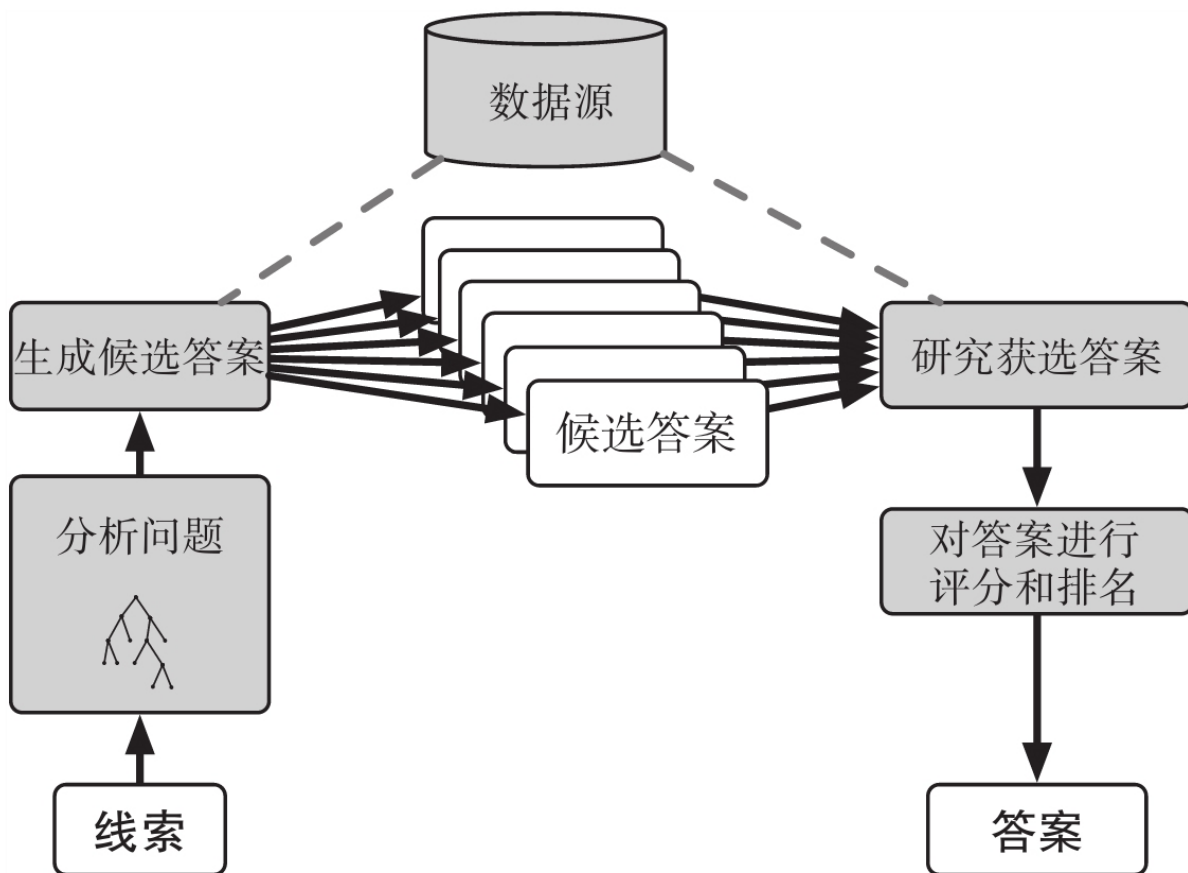 数据源
生成候选答案
候选答案
研究获选答案
分析问题
对答案进行
评分和排名
线索
答案